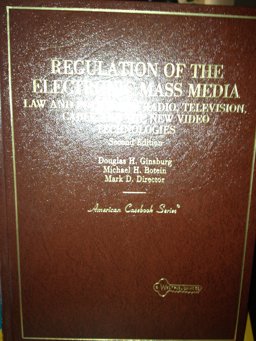 REGULATION OF THE
ELECTRONIC MASS MEDIA
LAW AND RADIO, TELEVISION,
NEW VIDEO
TECHNOLOGIES
Second Edition
Douglas H. Ginsburg
Michael H. Botein
Mark D. Director
American Casebook Series